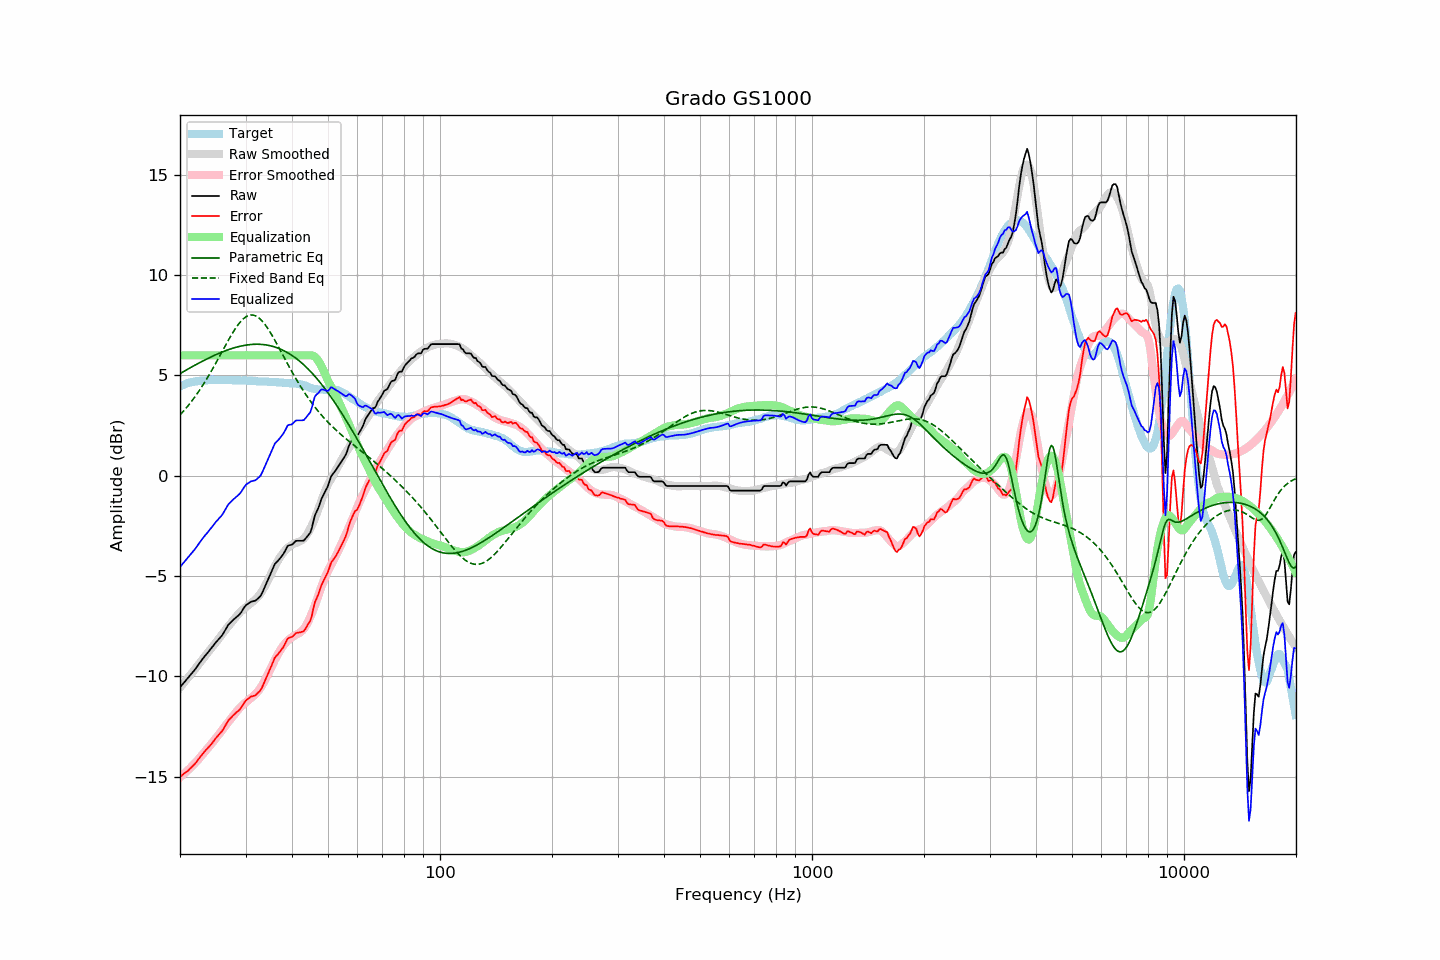 Grado GS1000
Target
Raw Smoothed
Error Smoothed
Raw
Error
Equalization
Parametric Eq
Fixed Band Eq
Equalized
15
10
5
0
−5
−10
−15
Amplitude (dBr)
100
1000
10000
Frequency (Hz)